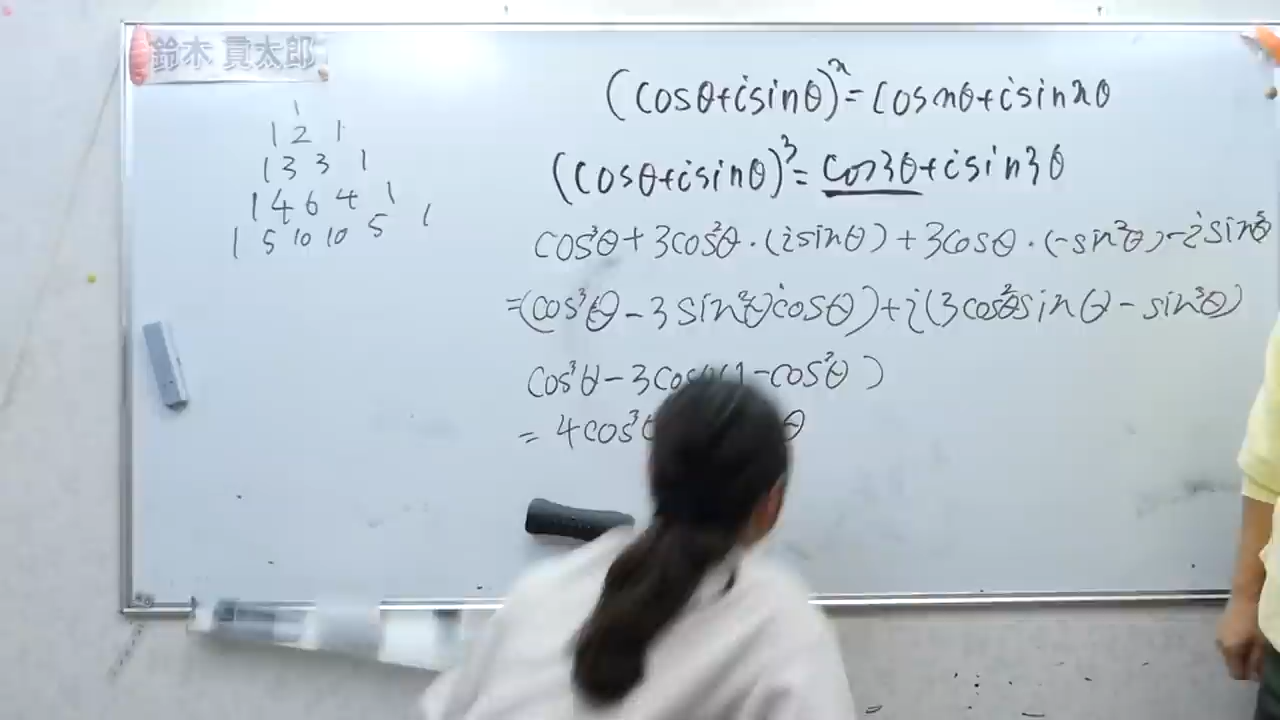 鈴木 貫太郎
1
1 2 1
1 3 3 1
1 4 6 4 1
1 5 10 10 5 1
(cosθ+isinθ)ⁿ=cosnθ+isinnθ
(cosθ+isinθ)³=cos3θ+isin3θ
cos³θ+3cos²θ·(isinθ)+3cosθ·(-sin²θ)-isin³θ
=(cos³θ-3sin²θcosθ)+i(3cos²θsinθ-sin³θ)
cos³θ-3cosθ(1-cos²θ)
=4cos³θ